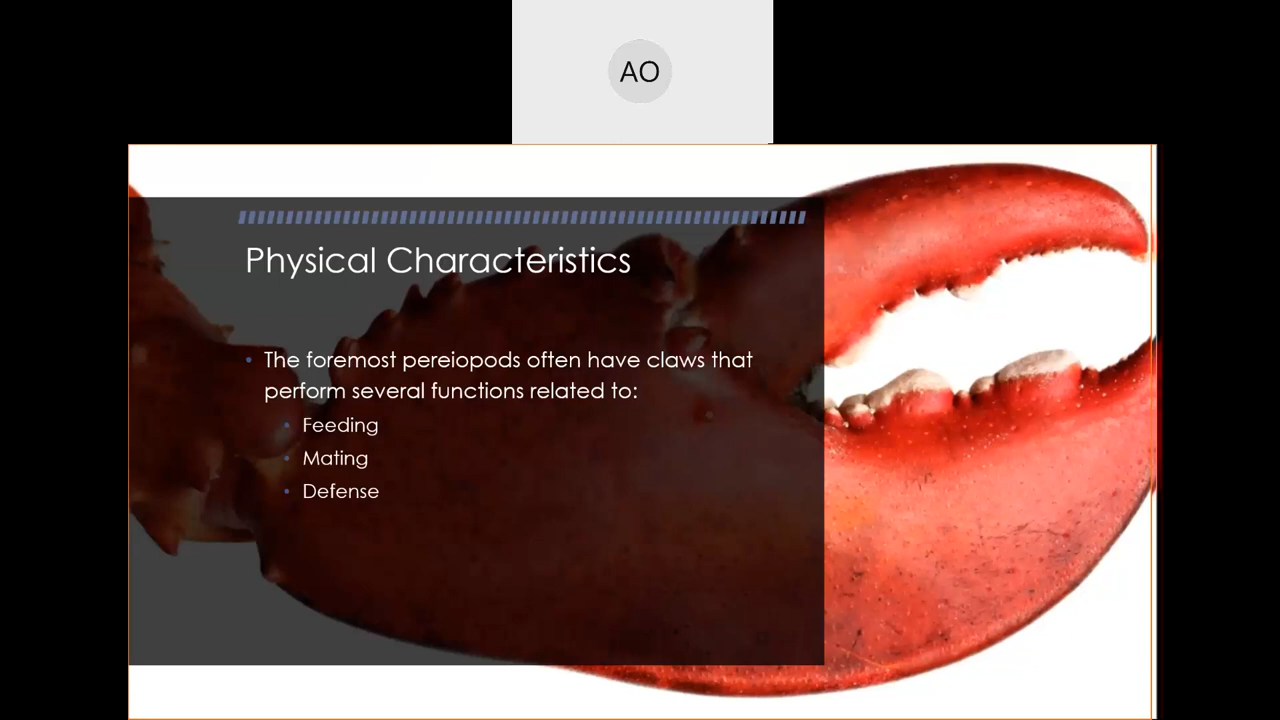 AO
Physical Characteristics
• The foremost pereiopods often have claws that
perform several functions related to:
• Feeding
• Mating
• Defense